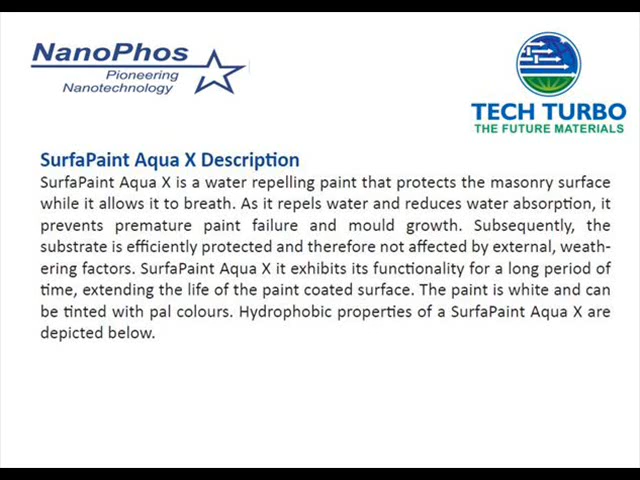 NanoPhos
Pioneering
Nanotechnology
TECH TURBO
THE FUTURE MATERIALS
SurfaPaint Aqua X Description
SurfaPaint Aqua X is a water repelling paint that protects the masonry surface
while it allows it to breath. As it repels water and reduces water absorption, it
prevents premature paint failure and mould growth. Subsequently, the
substrate is efficiently protected and therefore not affected by external, weath-
ering factors. SurfaPaint Aqua X it exhibits its functionality for a long period of
time, extending the life of the paint coated surface. The paint is white and can
be tinted with pal colours. Hydrophobic properties of a SurfaPaint Aqua X are
depicted below.